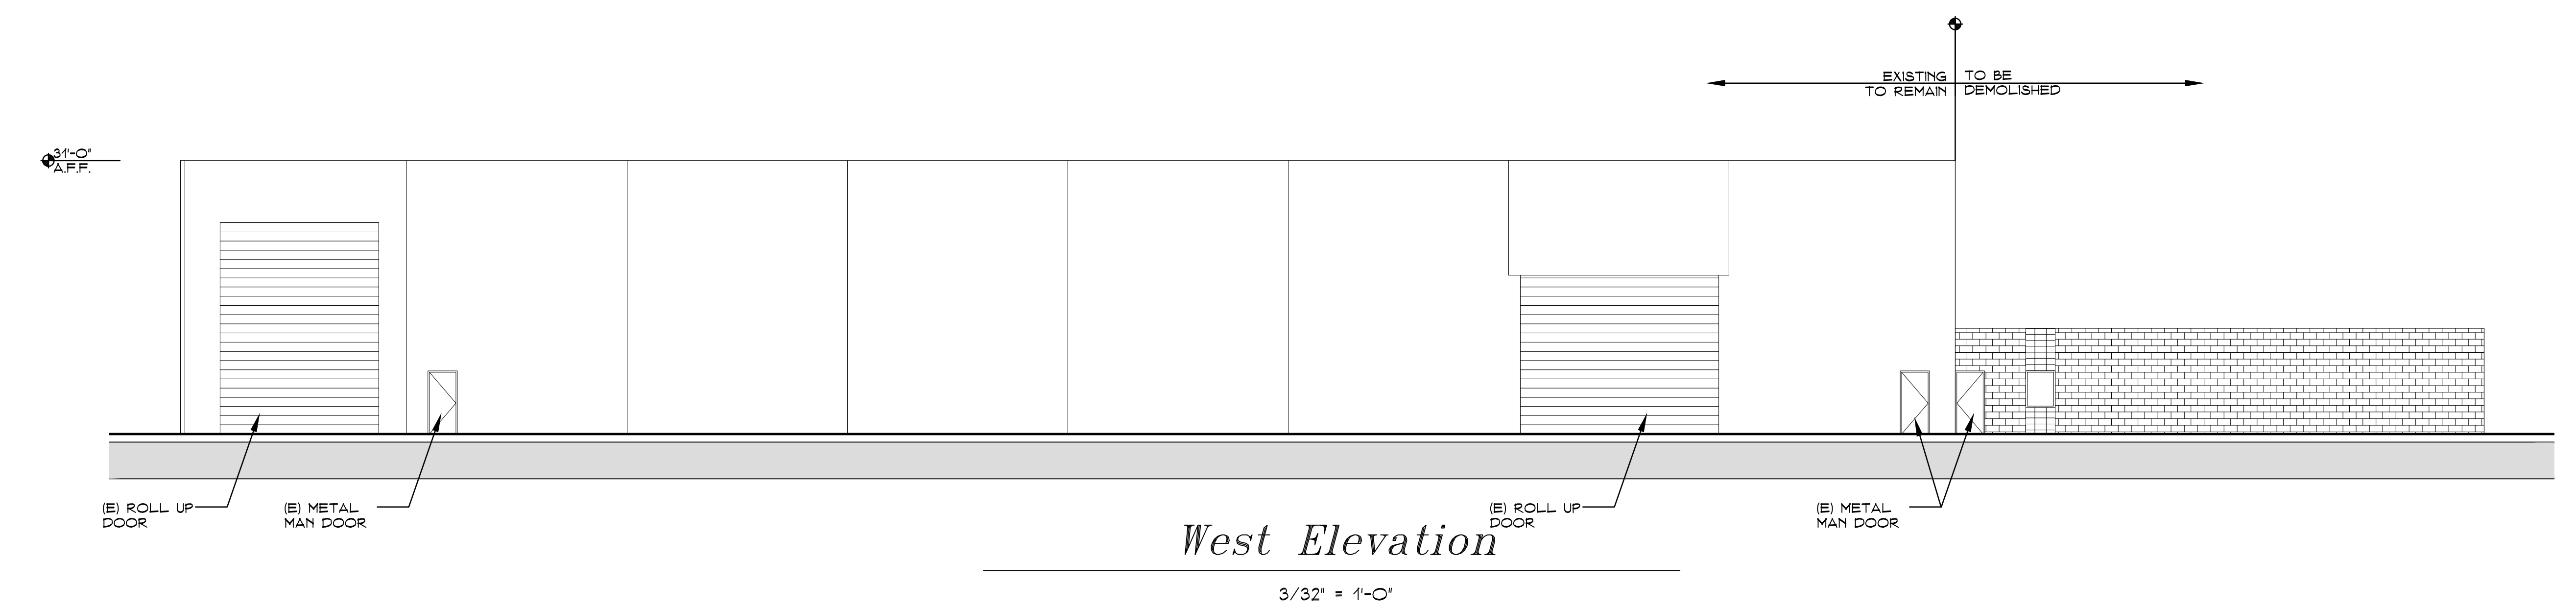 EXISTING
TO REMAIN
TO BE
DEMOLISHED
31'-0"
A.F.F.
(E) ROLL UP
DOOR
(E) METAL
MAN DOOR
(E) ROLL UP
DOOR
(E) METAL
MAN DOOR
West Elevation
3/32" = 1'-0"